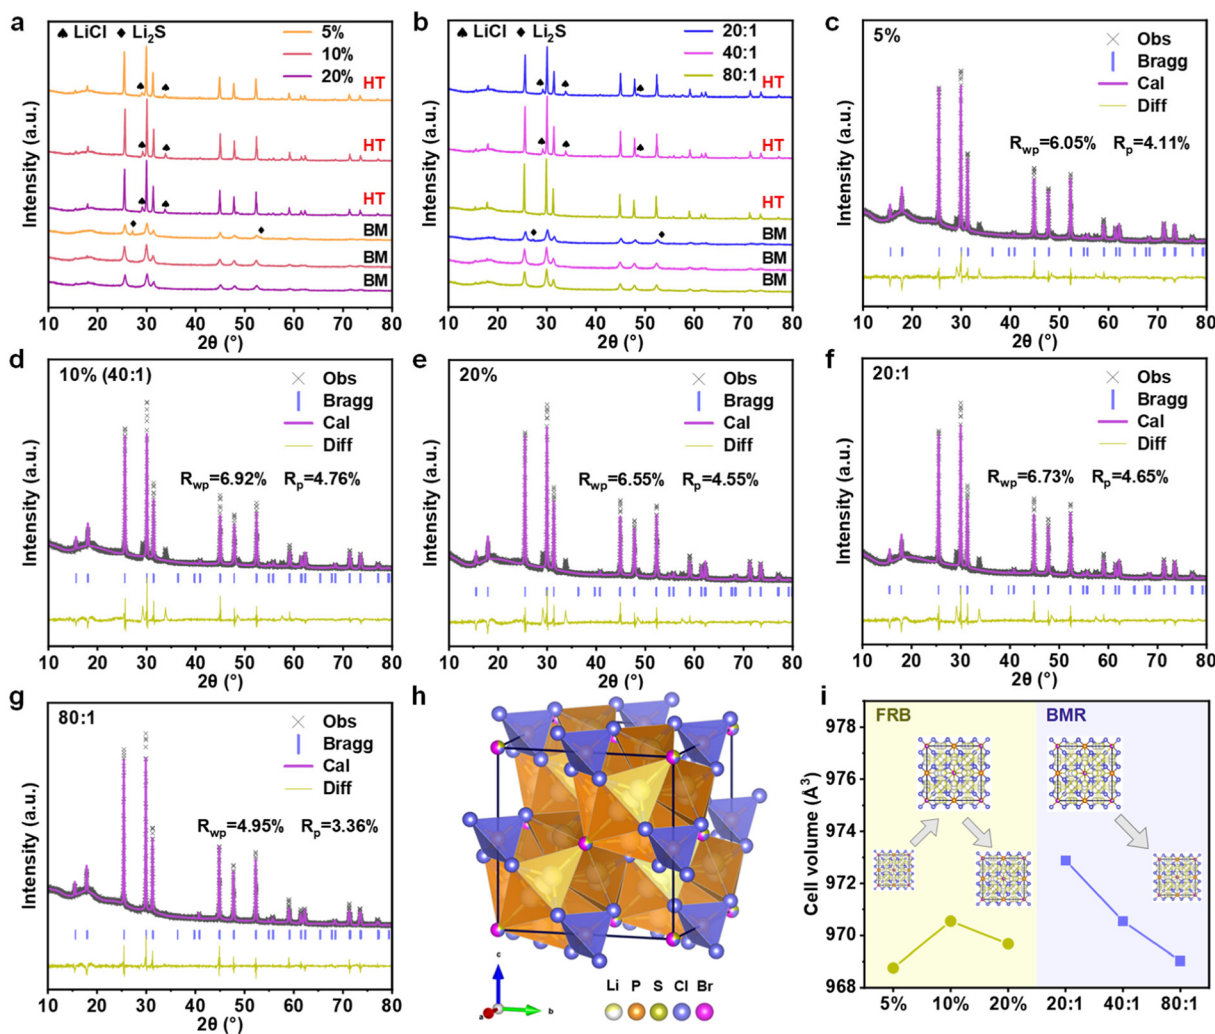 a
♠ LiCl ♦ Li₂S
5%
10%
20%
HT
HT
HT
BM
BM
BM
Intensity (a.u.)
10 20 30 40 50 60 70 80
2θ (°)
b
♠ LiCl ♦ Li₂S
20:1
40:1
80:1
HT
HT
HT
BM
BM
BM
Intensity (a.u.)
10 20 30 40 50 60 70 80
2θ (°)
c
5%
Obs
Bragg
Cal
Diff
Rwp=6.05% Rp=4.11%
Intensity (a.u.)
10 20 30 40 50 60 70 80
2θ (°)
d
10% (40:1)
Obs
Bragg
Cal
Diff
Rwp=6.92% Rp=4.76%
Intensity (a.u.)
10 20 30 40 50 60 70 80
2θ (°)
e
20%
Obs
Bragg
Cal
Diff
Rwp=6.55% Rp=4.55%
Intensity (a.u.)
10 20 30 40 50 60 70 80
2θ (°)
f
20:1
Obs
Bragg
Cal
Diff
Rwp=6.73% Rp=4.65%
Intensity (a.u.)
10 20 30 40 50 60 70 80
2θ (°)
g
80:1
Obs
Bragg
Cal
Diff
Rwp=4.95% Rp=3.36%
Intensity (a.u.)
10 20 30 40 50 60 70 80
2θ (°)
h
c
a
b
Li P S Cl Br
i
FRB BMR
978
976
974
972
970
968
Cell volume (Å³)
5% 10% 20% 20:1 40:1 80:1